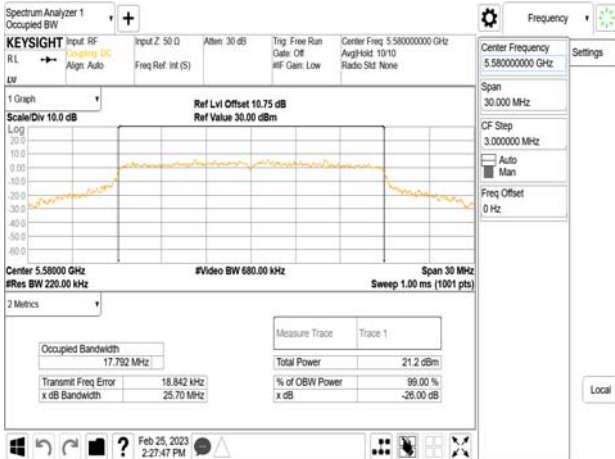 Spectrum Analyzer 1
Occupied BW
+
Frequency
KEYSIGHT Input: RF
R L
Coupling: DC
Align: Auto
Input Z: 50 Ω
Freq Ref: Int (S)
Atten: 30 dB
Trig: Free Run
Gate: Off
#IF Gain: Low
Center Freq: 5.580000000 GHz
Avg|Hold: 10/10
Radio Std: None
1 Graph
Scale/Div 10.0 dB
Ref Lvl Offset 10.75 dB
Ref Value 30.00 dBm
Log
20.0
10.0
0.00
-10.0
-20.0
-30.0
-40.0
-50.0
-60.0
Center 5.58000 GHz
#Res BW 220.00 kHz
#Video BW 680.00 kHz
Span 30 MHz
Sweep 1.00 ms (1001 pts)
2 Metrics
Measure Trace Trace 1
Occupied Bandwidth
17.792 MHz
Total Power 21.2 dBm
Transmit Freq Error 18.842 kHz
% of OBW Power 99.00 %
x dB Bandwidth 25.70 MHz
x dB -26.00 dB
Center Frequency
5.580000000 GHz
Span
30.000 MHz
CF Step
3.000000 MHz
Auto
Man
Freq Offset
0 Hz
Settings
Local
?
Feb 25, 2023
2:27:47 PM